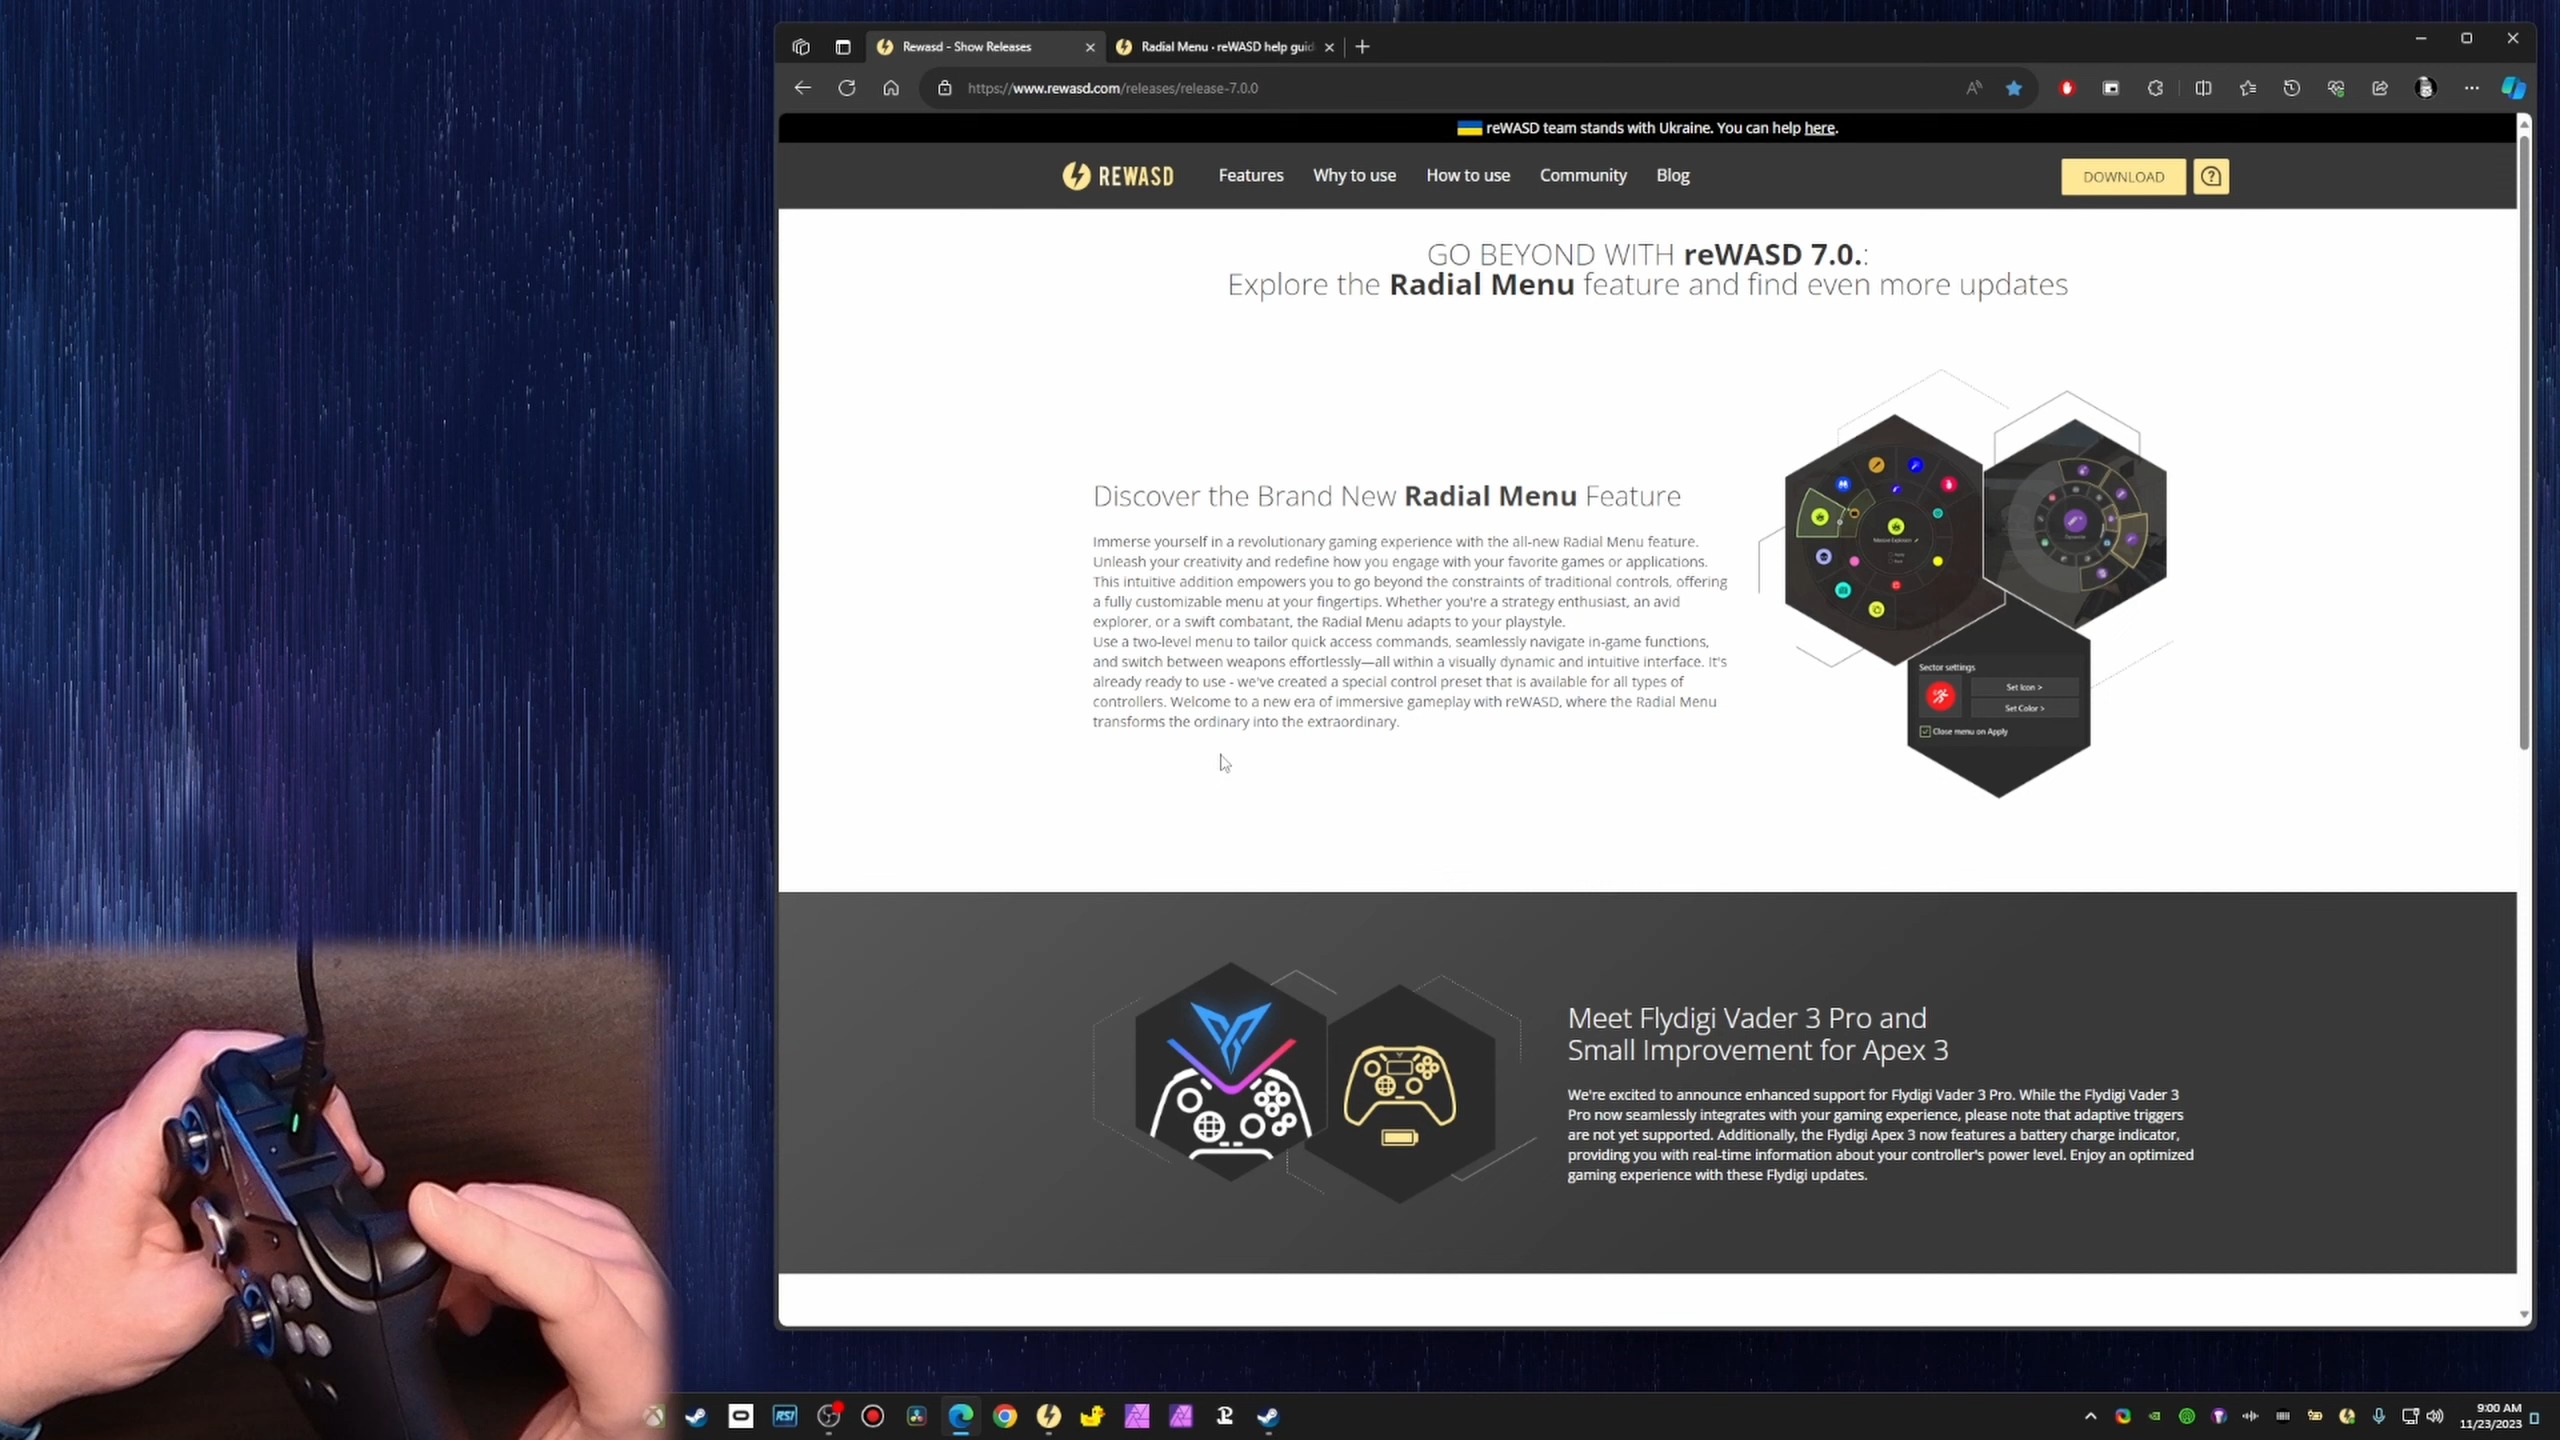 Rewasd - Show Releases
Radial Menu · reWASD help guid
https://www.rewasd.com/releases/release-7.0.0
reWASD team stands with Ukraine. You can help here.
REWASD
Features
Why to use
How to use
Community
Blog
DOWNLOAD
GO BEYOND WITH reWASD 7.0.:
Explore the Radial Menu feature and find even more updates
Discover the Brand New Radial Menu Feature
Immerse yourself in a revolutionary gaming experience with the all-new Radial Menu feature.
Unleash your creativity and redefine how you engage with your favorite games or applications.
This intuitive addition empowers you to go beyond the constraints of traditional controls, offering
a fully customizable menu at your fingertips. Whether you're a strategy enthusiast, an avid
explorer, or a swift combatant, the Radial Menu adapts to your playstyle.
Use a two-level menu to tailor quick access commands, seamlessly navigate in-game functions,
and switch between weapons effortlessly—all within a visually dynamic and intuitive interface. It's
already ready to use - we've created a special control preset that is available for all types of
controllers. Welcome to a new era of immersive gameplay with reWASD, where the Radial Menu
transforms the ordinary into the extraordinary.
Sector settings
Set Icon >
Set Color >
Close menu on Apply
Meet Flydigi Vader 3 Pro and
Small Improvement for Apex 3
We're excited to announce enhanced support for Flydigi Vader 3 Pro. While the Flydigi Vader 3
Pro now seamlessly integrates with your gaming experience, please note that adaptive triggers
are not yet supported. Additionally, the Flydigi Apex 3 now features a battery charge indicator,
providing you with real-time information about your controller's power level. Enjoy an optimized
gaming experience with these Flydigi updates.
RSI
9:00 AM
11/23/2023